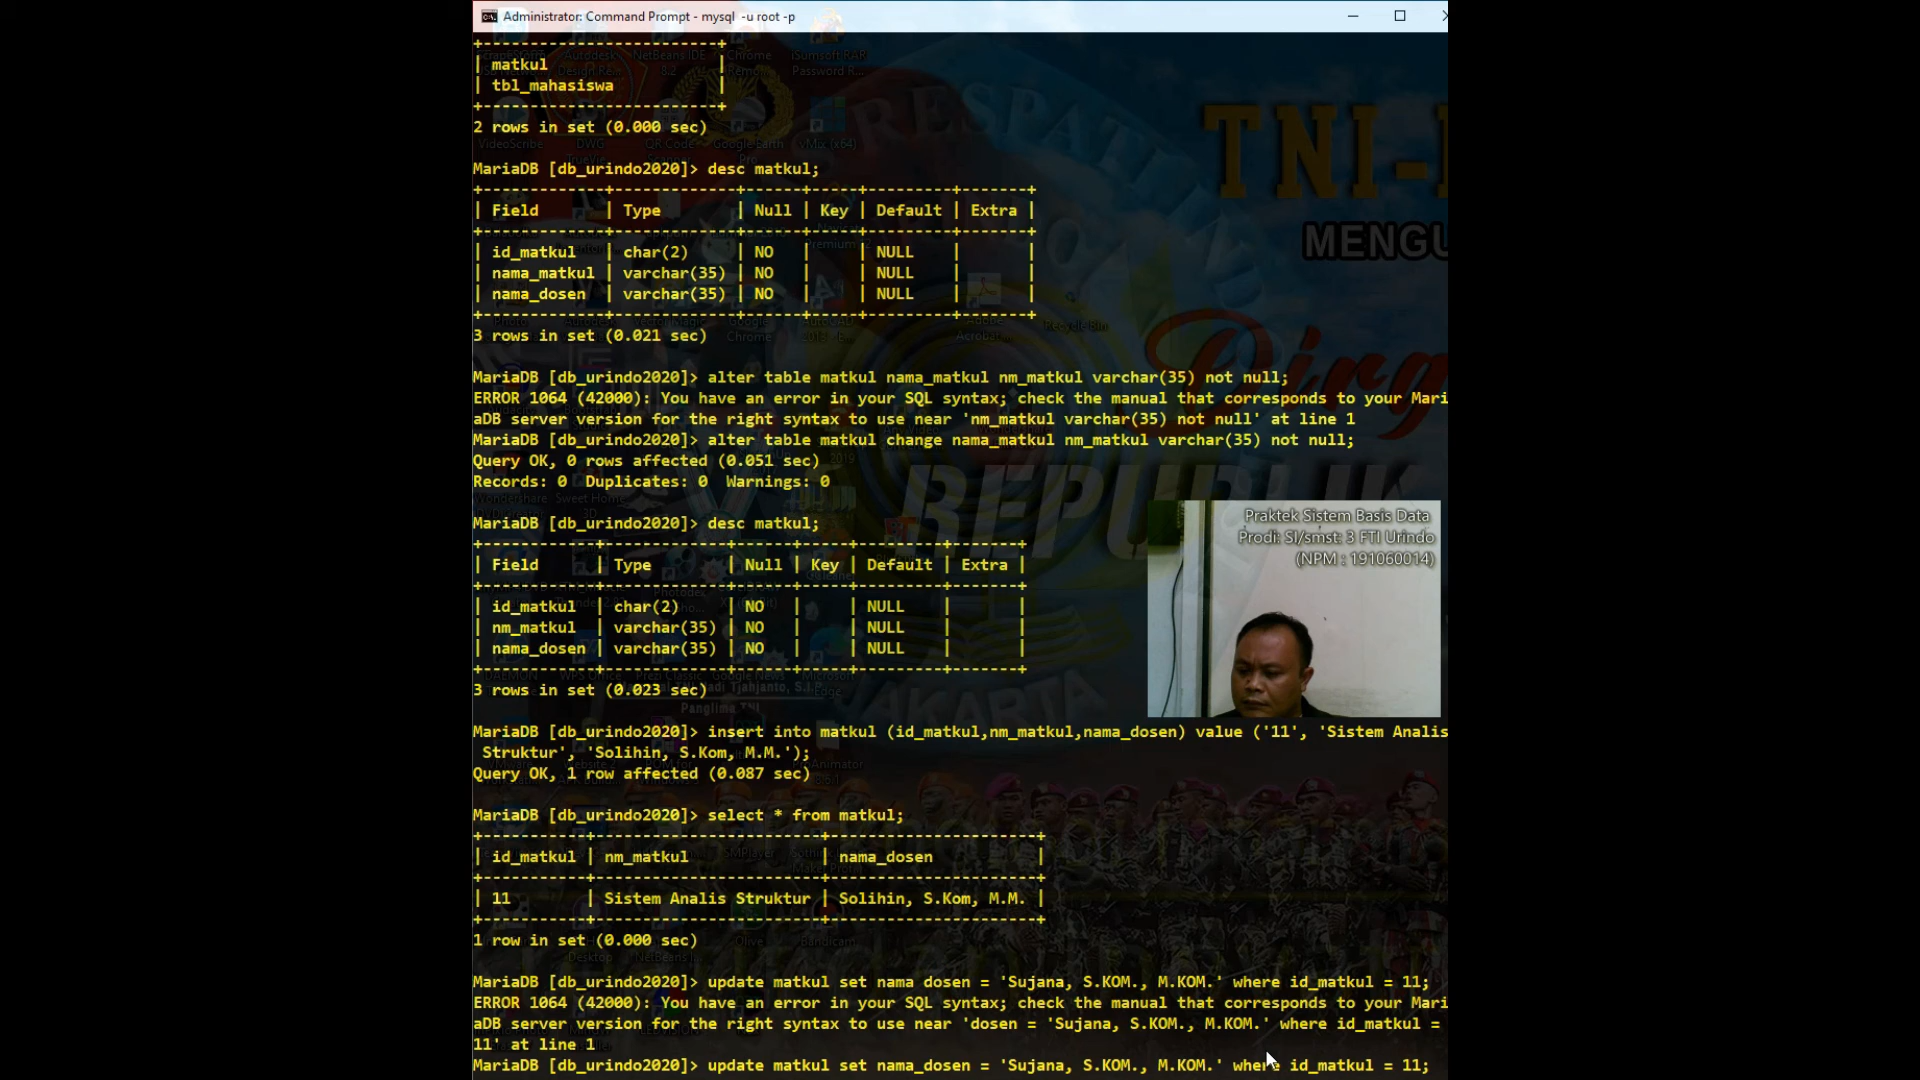 Administrator: Command Prompt - mysql -u root -p
+--------------------------+
| matkul |
| tbl_mahasiswa |
+--------------------------+
2 rows in set (0.000 sec)
MariaDB [db_urindo2020]> desc matkul;
+-------------+-------------+------+-----+---------+-------+
| Field | Type | Null | Key | Default | Extra |
+-------------+-------------+------+-----+---------+-------+
| id_matkul | char(2) | NO | | NULL | |
| nama_matkul | varchar(35) | NO | | NULL | |
| nama_dosen | varchar(35) | NO | | NULL | |
+-------------+-------------+------+-----+---------+-------+
3 rows in set (0.021 sec)
MariaDB [db_urindo2020]> alter table matkul nama_matkul nm_matkul varchar(35) not null;
ERROR 1064 (42000): You have an error in your SQL syntax; check the manual that corresponds to your Mari
aDB server version for the right syntax to use near 'nm_matkul varchar(35) not null' at line 1
MariaDB [db_urindo2020]> alter table matkul change nama_matkul nm_matkul varchar(35) not null;
Query OK, 0 rows affected (0.051 sec)
Records: 0 Duplicates: 0 Warnings: 0
MariaDB [db_urindo2020]> desc matkul;
+------------+-------------+------+-----+---------+-------+
| Field | Type | Null | Key | Default | Extra |
+------------+-------------+------+-----+---------+-------+
| id_matkul | char(2) | NO | | NULL | |
| nm_matkul | varchar(35) | NO | | NULL | |
| nama_dosen | varchar(35) | NO | | NULL | |
+------------+-------------+------+-----+---------+-------+
3 rows in set (0.023 sec)
MariaDB [db_urindo2020]> insert into matkul (id_matkul,nm_matkul,nama_dosen) value ('11', 'Sistem Analis
Struktur', 'Solihin, S.Kom, M.M.');
Query OK, 1 row affected (0.087 sec)
MariaDB [db_urindo2020]> select * from matkul;
+-----------+------------------------+----------------------+
| id_matkul | nm_matkul | nama_dosen |
+-----------+------------------------+----------------------+
| 11 | Sistem Analis Struktur | Solihin, S.Kom, M.M. |
+-----------+------------------------+----------------------+
1 row in set (0.000 sec)
MariaDB [db_urindo2020]> update matkul set nama dosen = 'Sujana, S.KOM., M.KOM.' where id_matkul = 11;
ERROR 1064 (42000): You have an error in your SQL syntax; check the manual that corresponds to your Mari
aDB server version for the right syntax to use near 'dosen = 'Sujana, S.KOM., M.KOM.' where id_matkul =
11' at line 1
MariaDB [db_urindo2020]> update matkul set nama_dosen = 'Sujana, S.KOM., M.KOM.' where id_matkul = 11;
Praktek Sistem Basis Data
Prodi: SI/smst: 3 FTI Urindo
(NPM : 191060014)
RESPATI
TNI-
MENGU
Dirg
REPUBLIK
JAKARTA